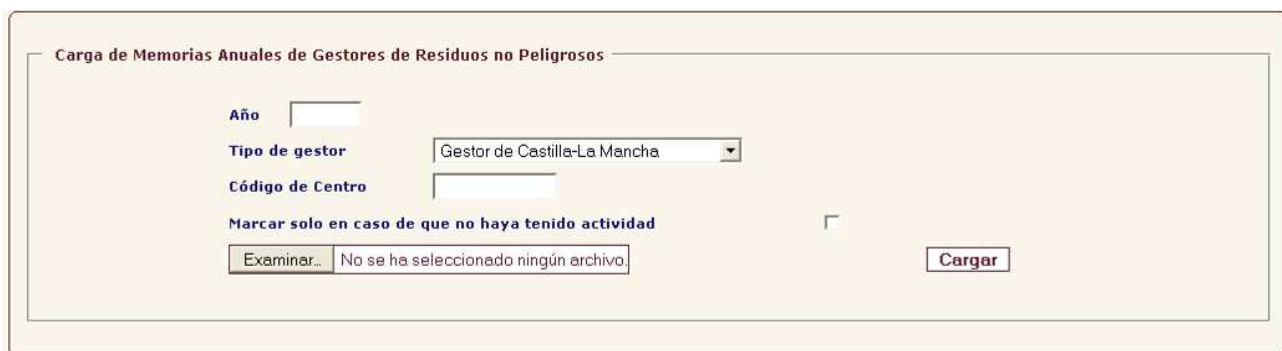 Carga de Memorias Anuales de Gestores de Residuos no Peligrosos
Año
Tipo de gestor Gestor de Castilla-La Mancha
Código de Centro
Marcar solo en caso de que no haya tenido actividad
Examinar... No se ha seleccionado ningún archivo. Cargar